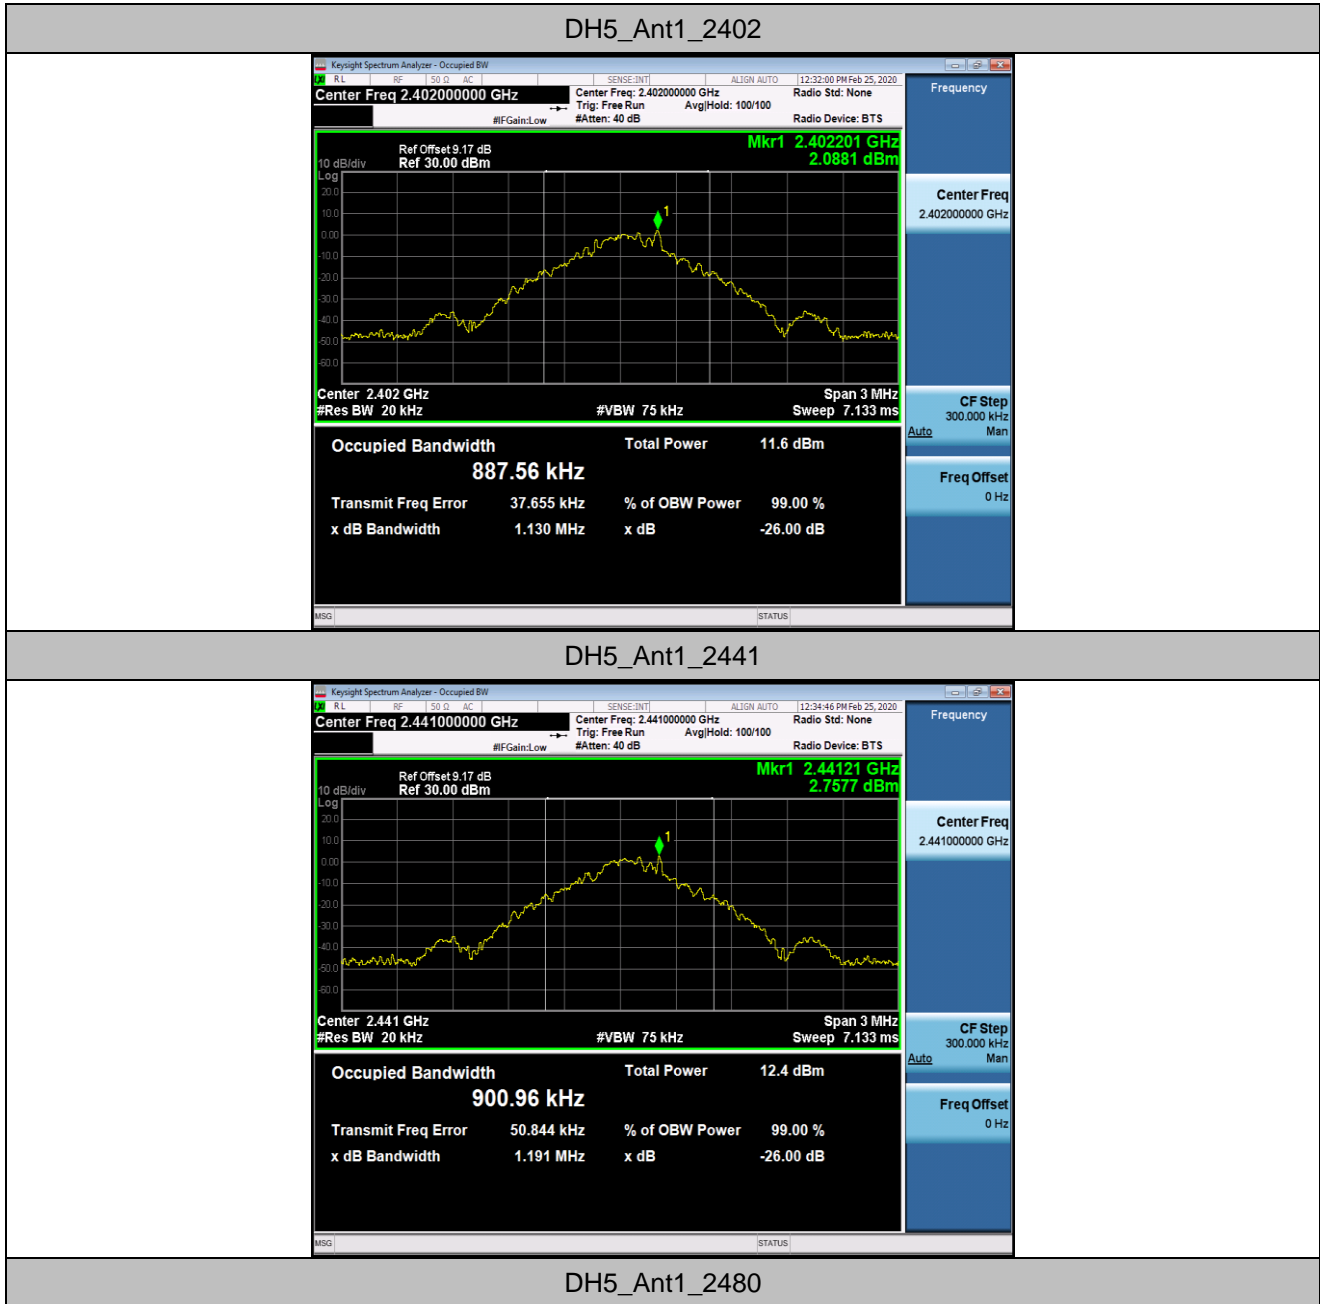 DH5_Ant1_2402
Keysight Spectrum Analyzer - Occupied BW
RL RF 50 Ω AC SENSE:INT ALIGN AUTO 12:32:00 PM Feb 25, 2020
Center Freq 2.402000000 GHz
Center Freq: 2.402000000 GHz Radio Std: None
Trig: Free Run Avg|Hold: 100/100
#IFGain:Low #Atten: 40 dB Radio Device: BTS
Frequency
Mkr1 2.402201 GHz
2.0881 dBm
Ref Offset 9.17 dB
10 dB/div Ref 30.00 dBm
Log
20.0
10.0
0.00
-10.0
-20.0
-30.0
-40.0
-50.0
-60.0
1
Center 2.402 GHz Span 3 MHz
#Res BW 20 kHz #VBW 75 kHz Sweep 7.133 ms
Center Freq
2.402000000 GHz
CF Step
300.000 kHz
Auto Man
Freq Offset
0 Hz
Occupied Bandwidth Total Power 11.6 dBm
887.56 kHz
Transmit Freq Error 37.655 kHz % of OBW Power 99.00 %
x dB Bandwidth 1.130 MHz x dB -26.00 dB
MSG STATUS
DH5_Ant1_2441
Keysight Spectrum Analyzer - Occupied BW
RL RF 50 Ω AC SENSE:INT ALIGN AUTO 12:34:46 PM Feb 25, 2020
Center Freq 2.441000000 GHz
Center Freq: 2.441000000 GHz Radio Std: None
Trig: Free Run Avg|Hold: 100/100
#IFGain:Low #Atten: 40 dB Radio Device: BTS
Frequency
Mkr1 2.44121 GHz
2.7577 dBm
Ref Offset 9.17 dB
10 dB/div Ref 30.00 dBm
Log
20.0
10.0
0.00
-10.0
-20.0
-30.0
-40.0
-50.0
-60.0
1
Center 2.441 GHz Span 3 MHz
#Res BW 20 kHz #VBW 75 kHz Sweep 7.133 ms
Center Freq
2.441000000 GHz
CF Step
300.000 kHz
Auto Man
Freq Offset
0 Hz
Occupied Bandwidth Total Power 12.4 dBm
900.96 kHz
Transmit Freq Error 50.844 kHz % of OBW Power 99.00 %
x dB Bandwidth 1.191 MHz x dB -26.00 dB
MSG STATUS
DH5_Ant1_2480